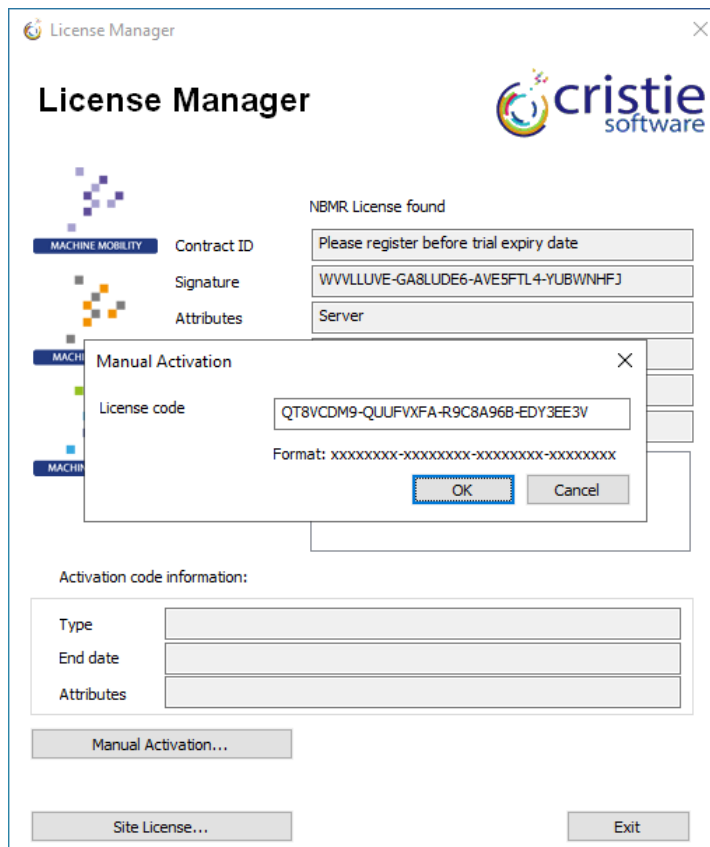 License Manager
License Manager
cristie
software
NBMR License found
MACHINE MOBILITY
Contract ID
Please register before trial expiry date
Signature
WVVLLUVE-GA8LUDE6-AVE5FTL4-YUBWNHFJ
Attributes
Server
Manual Activation
License code
QT8VCDM9-QUUFVXFA-R9C8A96B-EDY3EE3V
Format: xxxxxxxx-xxxxxxxx-xxxxxxxx-xxxxxxxx
OK
Cancel
Activation code information:
Type
End date
Attributes
Manual Activation...
Site License...
Exit